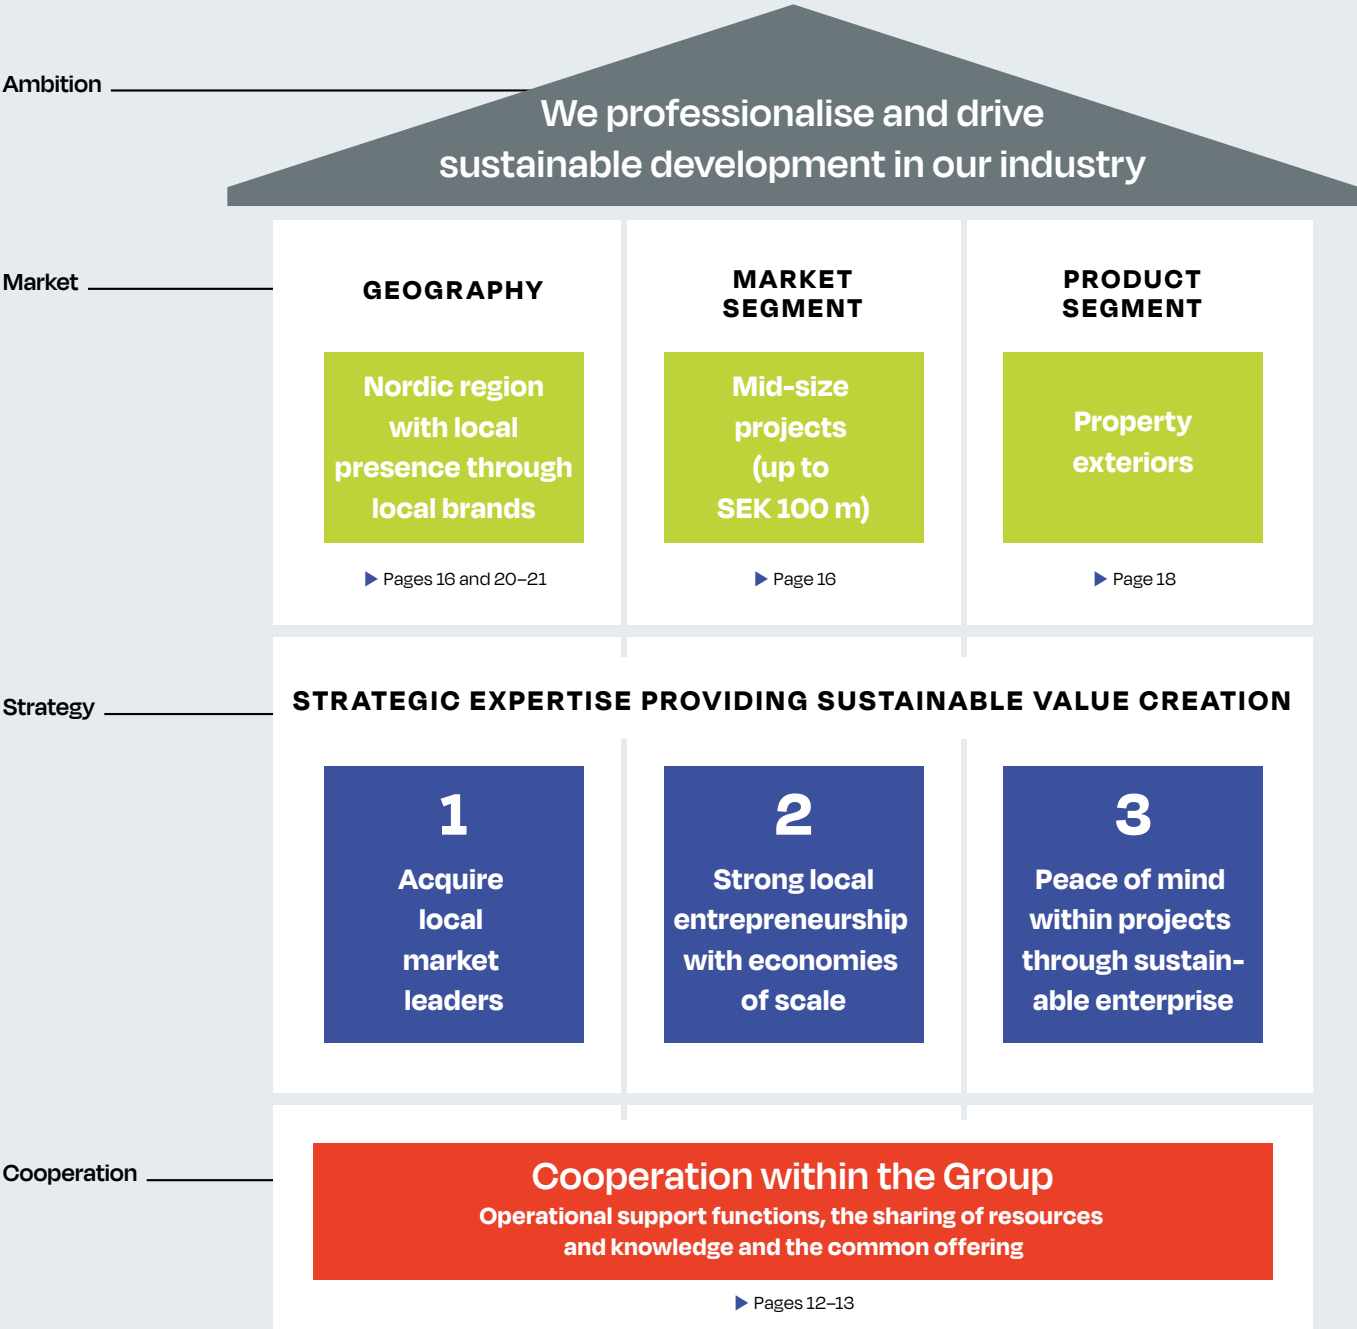 Ambition
We professionalise and drive
sustainable development in our industry
Market
GEOGRAPHY
Nordic region
with local
presence through
local brands
▶ Pages 16 and 20–21
MARKET
SEGMENT
Mid-size
projects
(up to
SEK 100 m)
▶ Page 16
PRODUCT
SEGMENT
Property
exteriors
▶ Page 18
Strategy
STRATEGIC EXPERTISE PROVIDING SUSTAINABLE VALUE CREATION
1
Acquire
local
market
leaders
2
Strong local
entrepreneurship
with economies
of scale
3
Peace of mind
within projects
through sustain-
able enterprise
Cooperation
Cooperation within the Group
Operational support functions, the sharing of resources
and knowledge and the common offering
▶ Pages 12–13